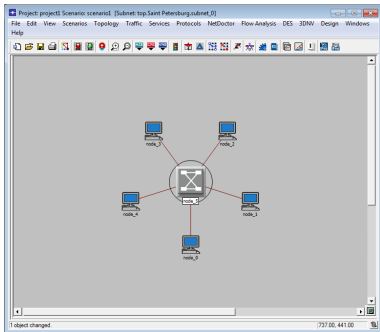 Project: project1 Scenario: scenario1 [Subnet: top.Saint Petersburg.subnet_0]
File Edit View Scenarios Topology Traffic Services Protocols NetDoctor Flow Analysis DES 3DNV Design Windows
Help
node_3
node_2
node_5
node_4
node_1
node_0
1 object changed.
737.00, 441.00